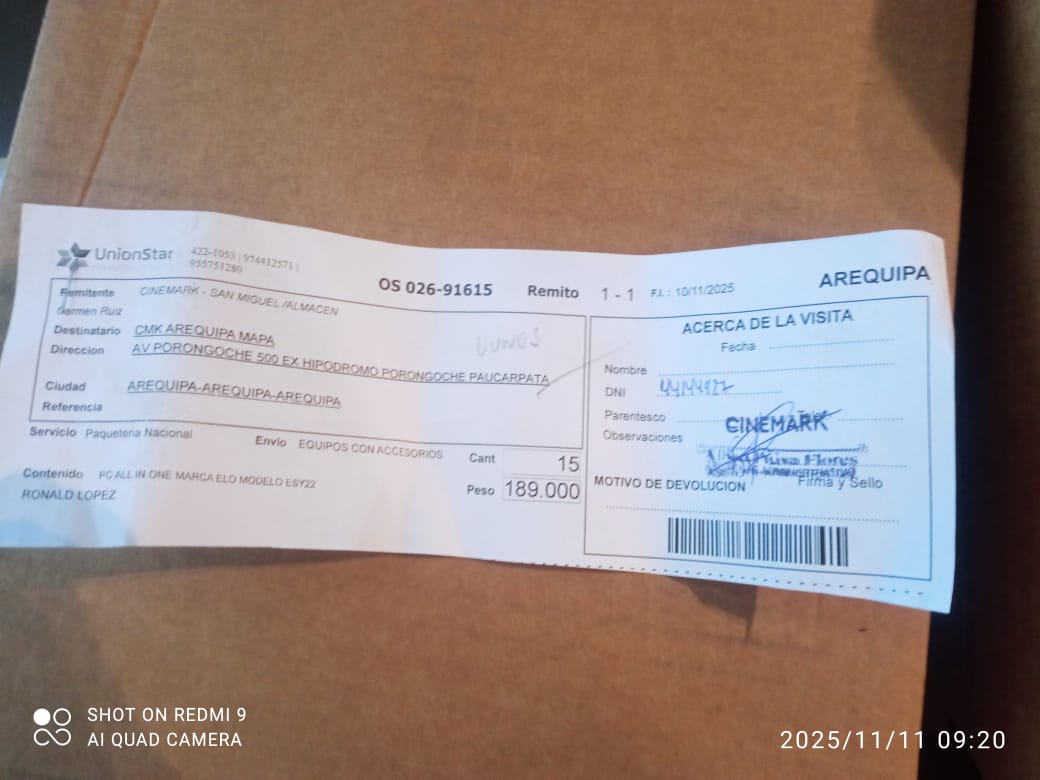 UnionStar
422-1053 | 974412571 |
955751280
OS 026-91615 Remito 1 - 1 F.I. : 10/11/2025 AREQUIPA
Remitente CINEMARK - SAN MIGUEL /ALMACEN
German Ruiz
Destinatario CMK AREQUIPA MAPA
Direccion AV PORONGOCHE 500 EX HIPODROMO PORONGOCHE PAUCARPATA
LUNES
Ciudad AREQUIPA-AREQUIPA-AREQUIPA
Referencia
Servicio Paqueteria Nacional Envio EQUIPOS CON ACCESORIOS Cant 15
Contenido PC ALL IN ONE MARCA ELO MODELO ESY22 Peso 189.000
RONALD LOPEZ
ACERCA DE LA VISITA
Fecha
Nombre
DNI
Parentesco
CINEMARK
Observaciones
Flores
Firma y Sello
MOTIVO DE DEVOLUCION
SHOT ON REDMI 9
AI QUAD CAMERA
2025/11/11 09:20